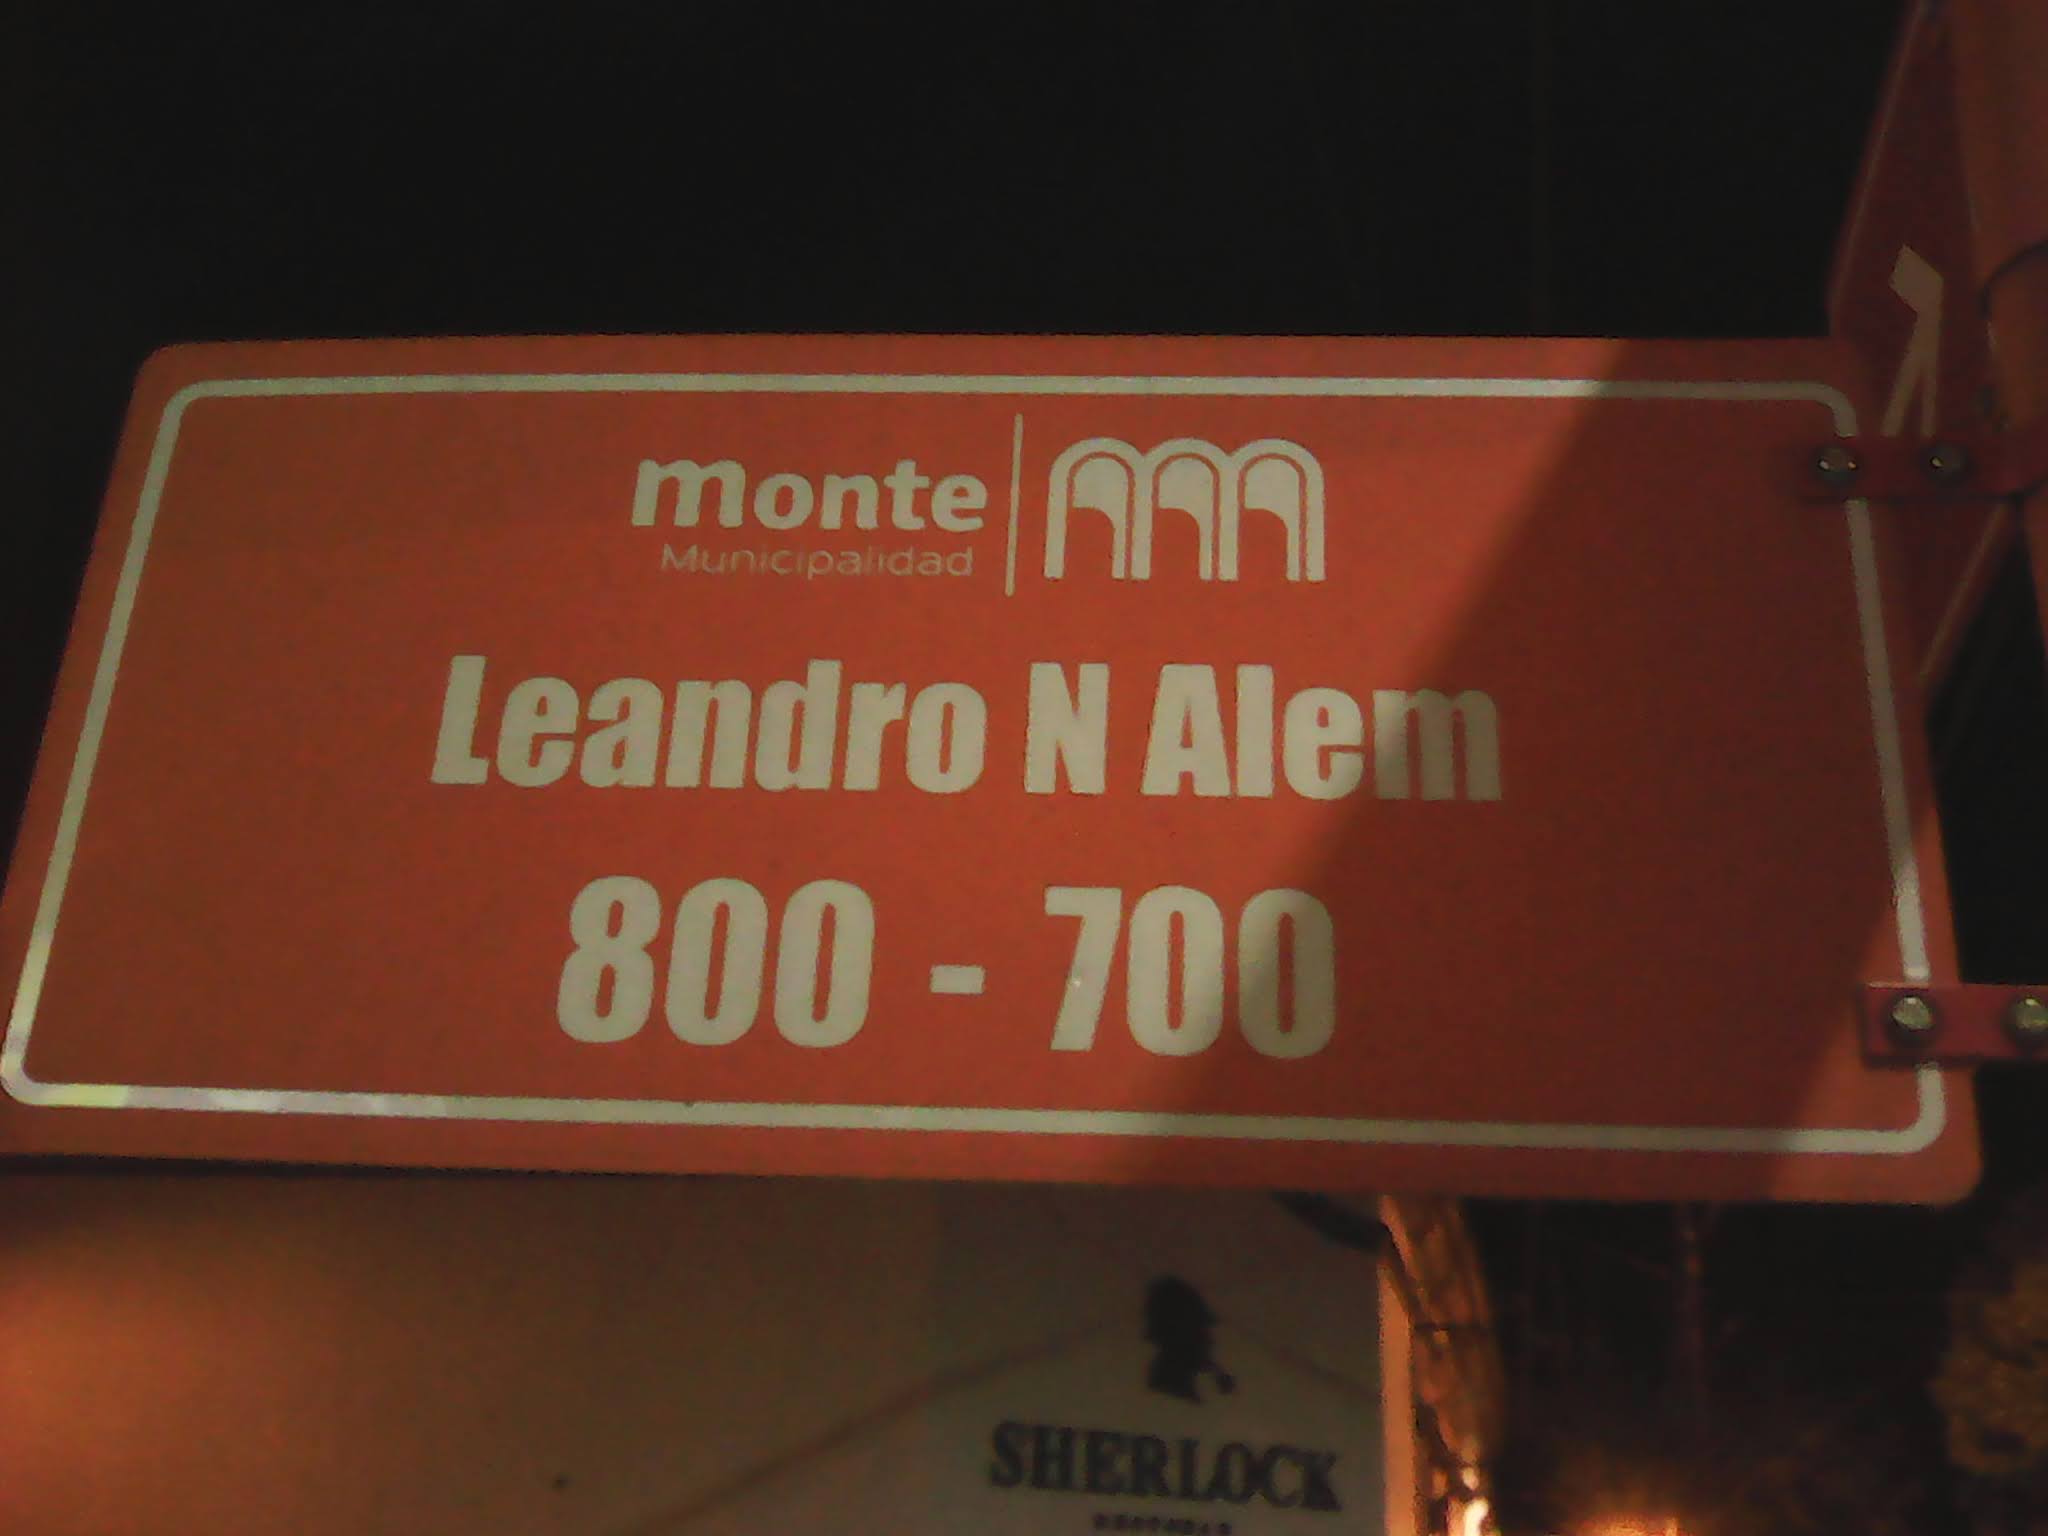 monte
Municipalidad
Leandro N Alem
800 - 700
SHERLOCK